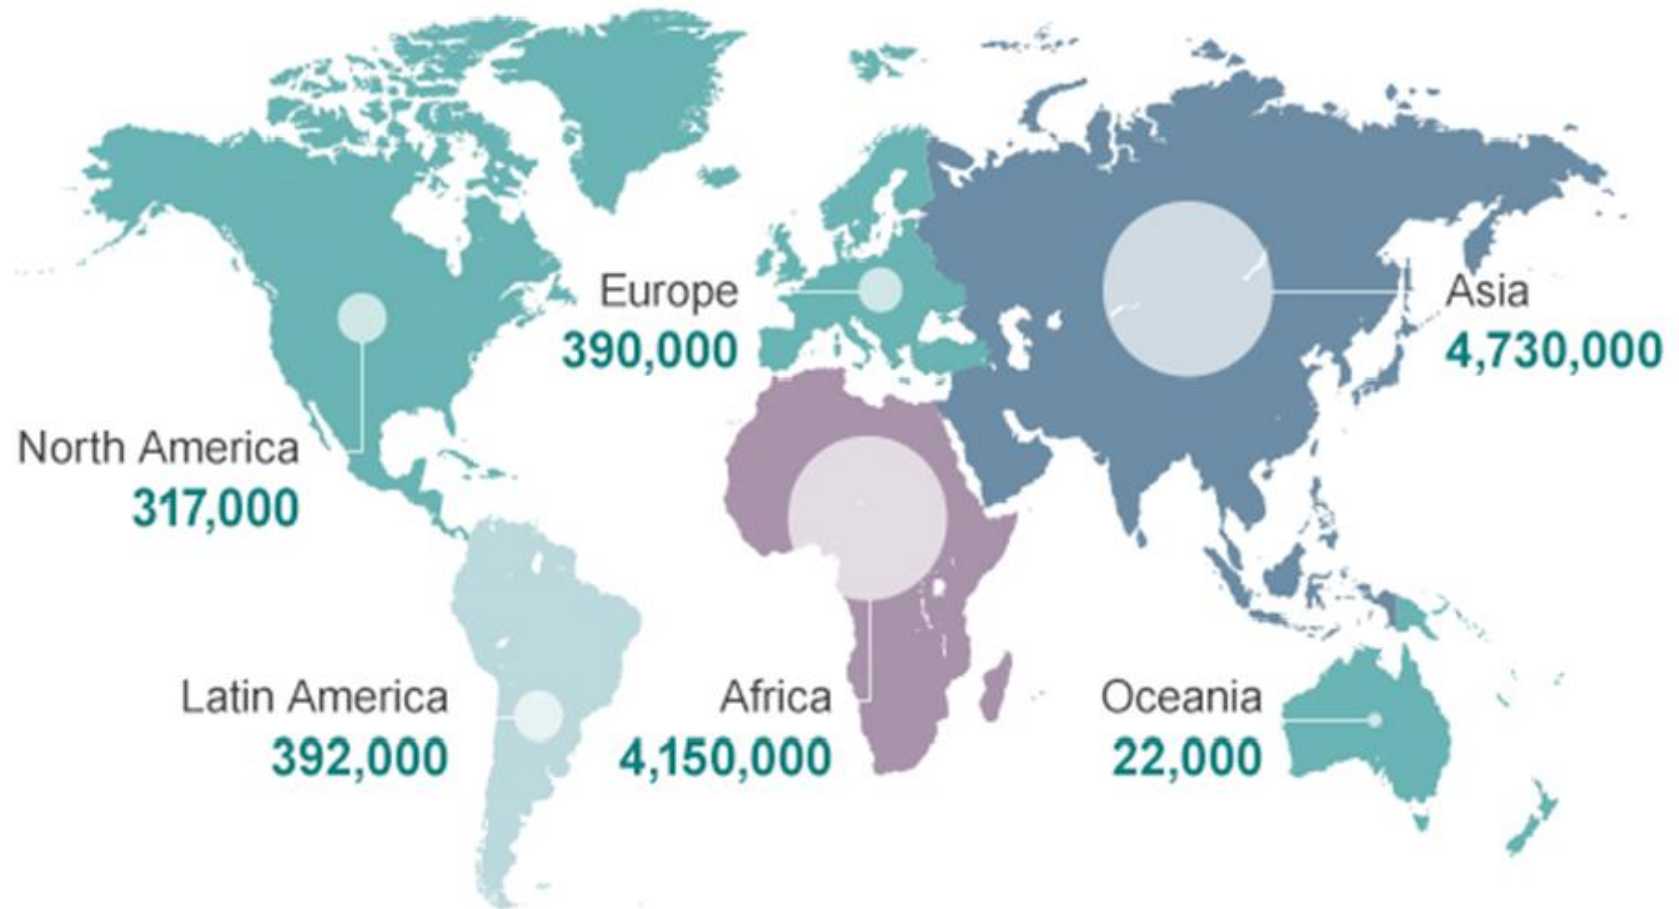 Europe
390,000
Asia
4,730,000
North America
317,000
Latin America
392,000
Africa
4,150,000
Oceania
22,000